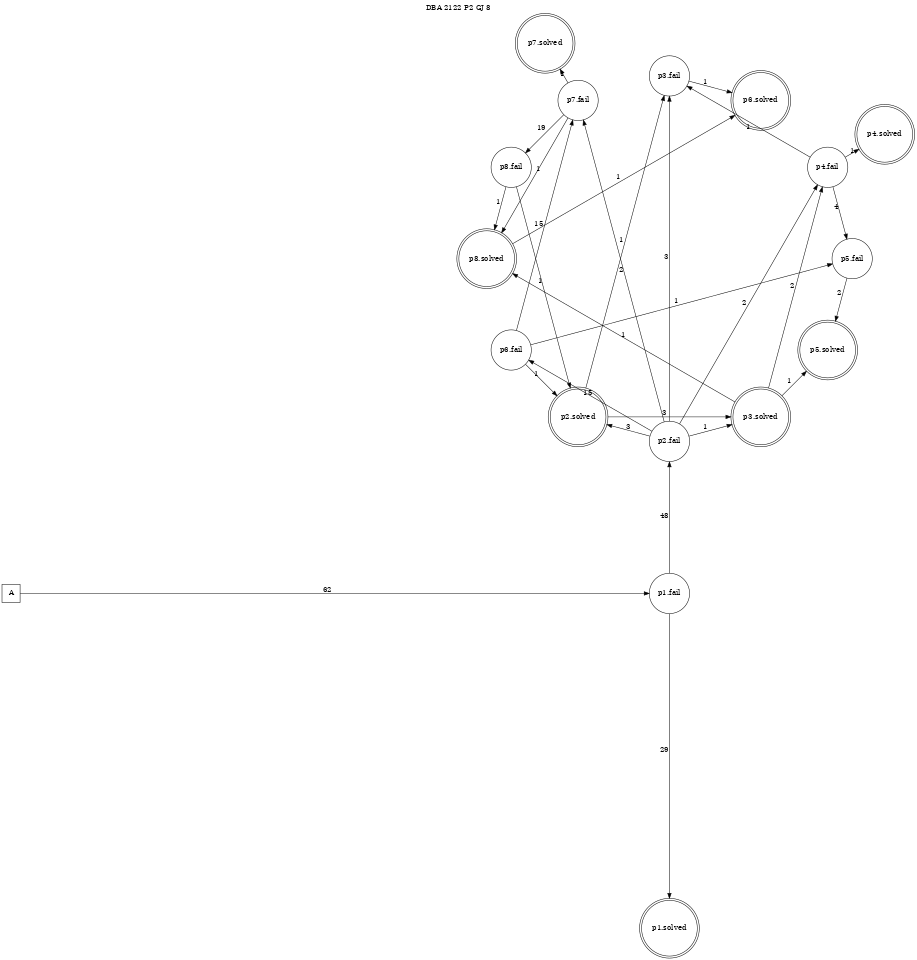 DBA 2122 P2 GJ 8
p7.solved
p3.fail
p7.fail
1
p6.solved
19
1
p4.solved
p8.fail
1
1
p4.fail
1
1
4
15
1
p8.solved
3
p5.fail
2
1
2
2
2
1
1
p6.fail
p5.solved
1
1
15
p2.solved
3
p3.solved
3
1
p2.fail
48
A
62
p1.fail
29
p1.solved